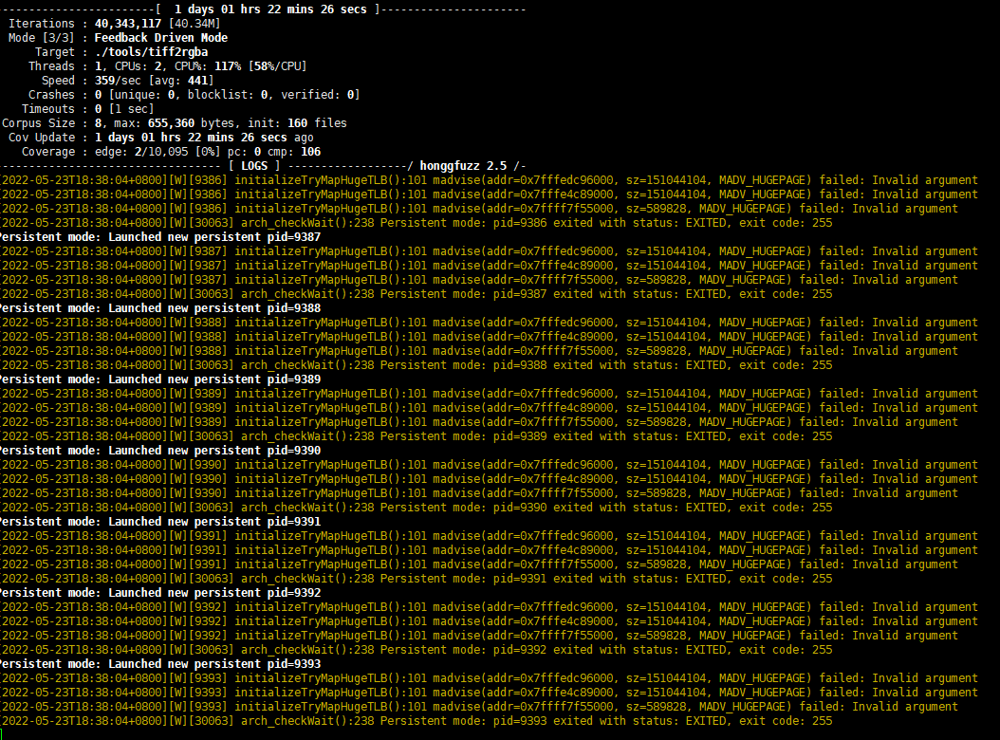 ------------------------[  1 days 01 hrs 22 mins 26 secs ]----------------------
Iterations : 40,343,117 [40.34M]
Mode [3/3] : Feedback Driven Mode
Target : ./tools/tiff2rgba
Threads : 1, CPUs: 2, CPU%: 117% [58%/CPU]
Speed : 359/sec [avg: 441]
Crashes : 0 [unique: 0, blocklist: 0, verified: 0]
Timeouts : 0 [1 sec]
Corpus Size : 8, max: 655,360 bytes, init: 160 files
Cov Update : 1 days 01 hrs 22 mins 26 secs ago
Coverage : edge: 2/10,095 [0%] pc: 0 cmp: 106
---------------------------------- [ LOGS ] ------------------/ honggfuzz 2.5 /-
[2022-05-23T18:38:04+0800][W][9386] initializeTryMapHugeTLB():101 madvise(addr=0x7fffedc96000, sz=151044104, MADV_HUGEPAGE) failed: Invalid argument
[2022-05-23T18:38:04+0800][W][9386] initializeTryMapHugeTLB():101 madvise(addr=0x7fffe4c89000, sz=151044104, MADV_HUGEPAGE) failed: Invalid argument
[2022-05-23T18:38:04+0800][W][9386] initializeTryMapHugeTLB():101 madvise(addr=0x7ffff7f55000, sz=589828, MADV_HUGEPAGE) failed: Invalid argument
[2022-05-23T18:38:04+0800][W][30063] arch_checkWait():238 Persistent mode: pid=9386 exited with status: EXITED, exit code: 255
Persistent mode: Launched new persistent pid=9387
[2022-05-23T18:38:04+0800][W][9387] initializeTryMapHugeTLB():101 madvise(addr=0x7fffedc96000, sz=151044104, MADV_HUGEPAGE) failed: Invalid argument
[2022-05-23T18:38:04+0800][W][9387] initializeTryMapHugeTLB():101 madvise(addr=0x7fffe4c89000, sz=151044104, MADV_HUGEPAGE) failed: Invalid argument
[2022-05-23T18:38:04+0800][W][9387] initializeTryMapHugeTLB():101 madvise(addr=0x7ffff7f55000, sz=589828, MADV_HUGEPAGE) failed: Invalid argument
[2022-05-23T18:38:04+0800][W][30063] arch_checkWait():238 Persistent mode: pid=9387 exited with status: EXITED, exit code: 255
Persistent mode: Launched new persistent pid=9388
[2022-05-23T18:38:04+0800][W][9388] initializeTryMapHugeTLB():101 madvise(addr=0x7fffedc96000, sz=151044104, MADV_HUGEPAGE) failed: Invalid argument
[2022-05-23T18:38:04+0800][W][9388] initializeTryMapHugeTLB():101 madvise(addr=0x7fffe4c89000, sz=151044104, MADV_HUGEPAGE) failed: Invalid argument
[2022-05-23T18:38:04+0800][W][9388] initializeTryMapHugeTLB():101 madvise(addr=0x7ffff7f55000, sz=589828, MADV_HUGEPAGE) failed: Invalid argument
[2022-05-23T18:38:04+0800][W][30063] arch_checkWait():238 Persistent mode: pid=9388 exited with status: EXITED, exit code: 255
Persistent mode: Launched new persistent pid=9389
[2022-05-23T18:38:04+0800][W][9389] initializeTryMapHugeTLB():101 madvise(addr=0x7fffedc96000, sz=151044104, MADV_HUGEPAGE) failed: Invalid argument
[2022-05-23T18:38:04+0800][W][9389] initializeTryMapHugeTLB():101 madvise(addr=0x7fffe4c89000, sz=151044104, MADV_HUGEPAGE) failed: Invalid argument
[2022-05-23T18:38:04+0800][W][9389] initializeTryMapHugeTLB():101 madvise(addr=0x7ffff7f55000, sz=589828, MADV_HUGEPAGE) failed: Invalid argument
[2022-05-23T18:38:04+0800][W][30063] arch_checkWait():238 Persistent mode: pid=9389 exited with status: EXITED, exit code: 255
Persistent mode: Launched new persistent pid=9390
[2022-05-23T18:38:04+0800][W][9390] initializeTryMapHugeTLB():101 madvise(addr=0x7fffedc96000, sz=151044104, MADV_HUGEPAGE) failed: Invalid argument
[2022-05-23T18:38:04+0800][W][9390] initializeTryMapHugeTLB():101 madvise(addr=0x7fffe4c89000, sz=151044104, MADV_HUGEPAGE) failed: Invalid argument
[2022-05-23T18:38:04+0800][W][9390] initializeTryMapHugeTLB():101 madvise(addr=0x7ffff7f55000, sz=589828, MADV_HUGEPAGE) failed: Invalid argument
[2022-05-23T18:38:04+0800][W][30063] arch_checkWait():238 Persistent mode: pid=9390 exited with status: EXITED, exit code: 255
Persistent mode: Launched new persistent pid=9391
[2022-05-23T18:38:04+0800][W][9391] initializeTryMapHugeTLB():101 madvise(addr=0x7fffedc96000, sz=151044104, MADV_HUGEPAGE) failed: Invalid argument
[2022-05-23T18:38:04+0800][W][9391] initializeTryMapHugeTLB():101 madvise(addr=0x7fffe4c89000, sz=151044104, MADV_HUGEPAGE) failed: Invalid argument
[2022-05-23T18:38:04+0800][W][9391] initializeTryMapHugeTLB():101 madvise(addr=0x7ffff7f55000, sz=589828, MADV_HUGEPAGE) failed: Invalid argument
[2022-05-23T18:38:04+0800][W][30063] arch_checkWait():238 Persistent mode: pid=9391 exited with status: EXITED, exit code: 255
Persistent mode: Launched new persistent pid=9392
[2022-05-23T18:38:04+0800][W][9392] initializeTryMapHugeTLB():101 madvise(addr=0x7fffedc96000, sz=151044104, MADV_HUGEPAGE) failed: Invalid argument
[2022-05-23T18:38:04+0800][W][9392] initializeTryMapHugeTLB():101 madvise(addr=0x7fffe4c89000, sz=151044104, MADV_HUGEPAGE) failed: Invalid argument
[2022-05-23T18:38:04+0800][W][9392] initializeTryMapHugeTLB():101 madvise(addr=0x7ffff7f55000, sz=589828, MADV_HUGEPAGE) failed: Invalid argument
[2022-05-23T18:38:04+0800][W][30063] arch_checkWait():238 Persistent mode: pid=9392 exited with status: EXITED, exit code: 255
Persistent mode: Launched new persistent pid=9393
[2022-05-23T18:38:04+0800][W][9393] initializeTryMapHugeTLB():101 madvise(addr=0x7fffedc96000, sz=151044104, MADV_HUGEPAGE) failed: Invalid argument
[2022-05-23T18:38:04+0800][W][9393] initializeTryMapHugeTLB():101 madvise(addr=0x7fffe4c89000, sz=151044104, MADV_HUGEPAGE) failed: Invalid argument
[2022-05-23T18:38:04+0800][W][9393] initializeTryMapHugeTLB():101 madvise(addr=0x7ffff7f55000, sz=589828, MADV_HUGEPAGE) failed: Invalid argument
[2022-05-23T18:38:04+0800][W][30063] arch_checkWait():238 Persistent mode: pid=9393 exited with status: EXITED, exit code: 255